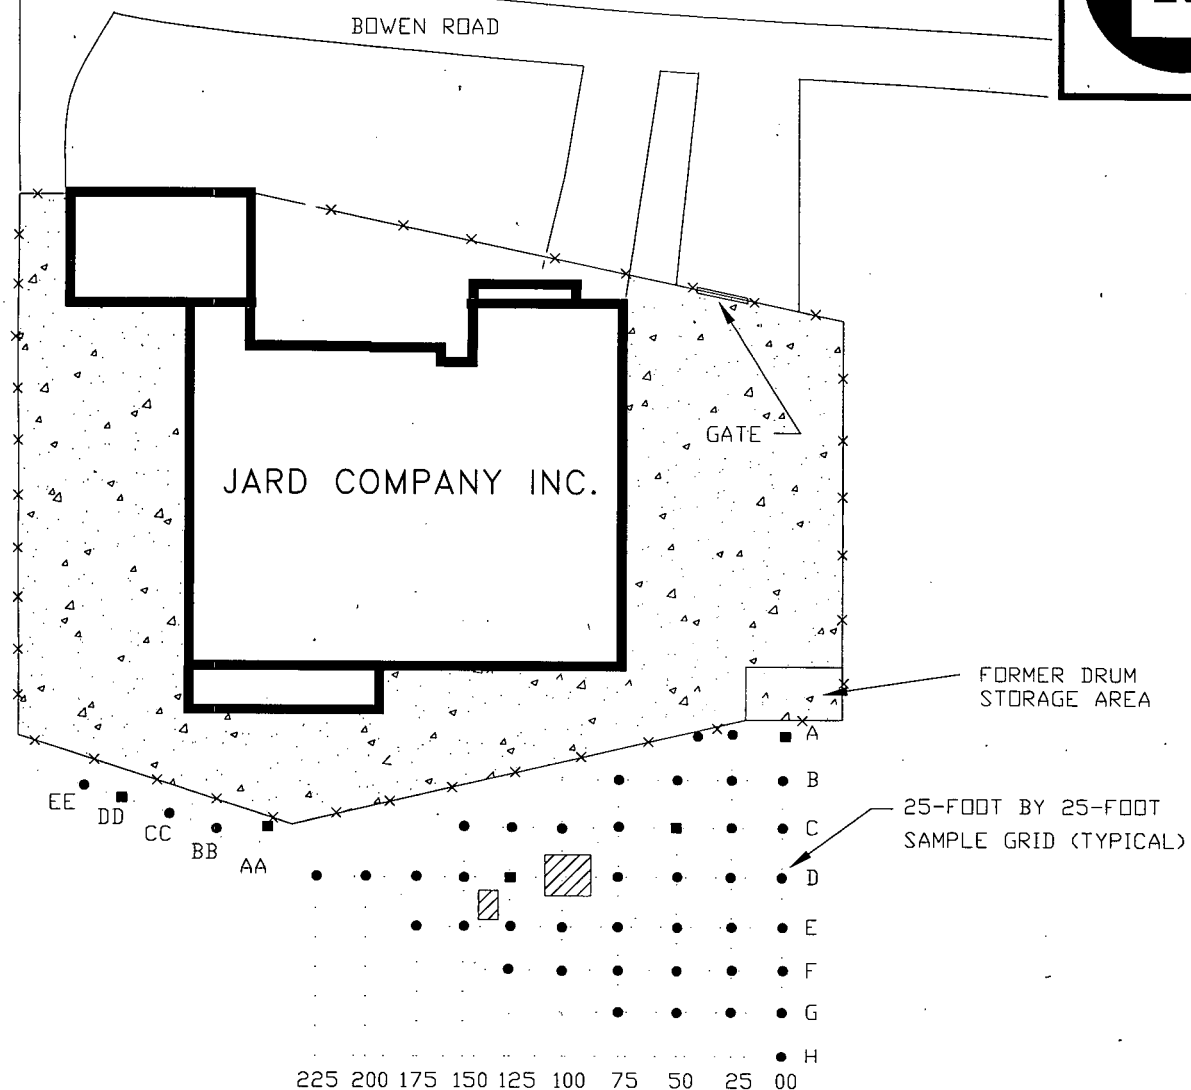 BOWEN ROAD
GATE
JARD COMPANY INC.
FORMER DRUM
STORAGE AREA
A
B
EE
DD
CC
BB
AA
25-FOOT BY 25-FOOT
SAMPLE GRID (TYPICAL)
C
D
E
F
G
H
225 200 175 150 125 100 75 50 25 00